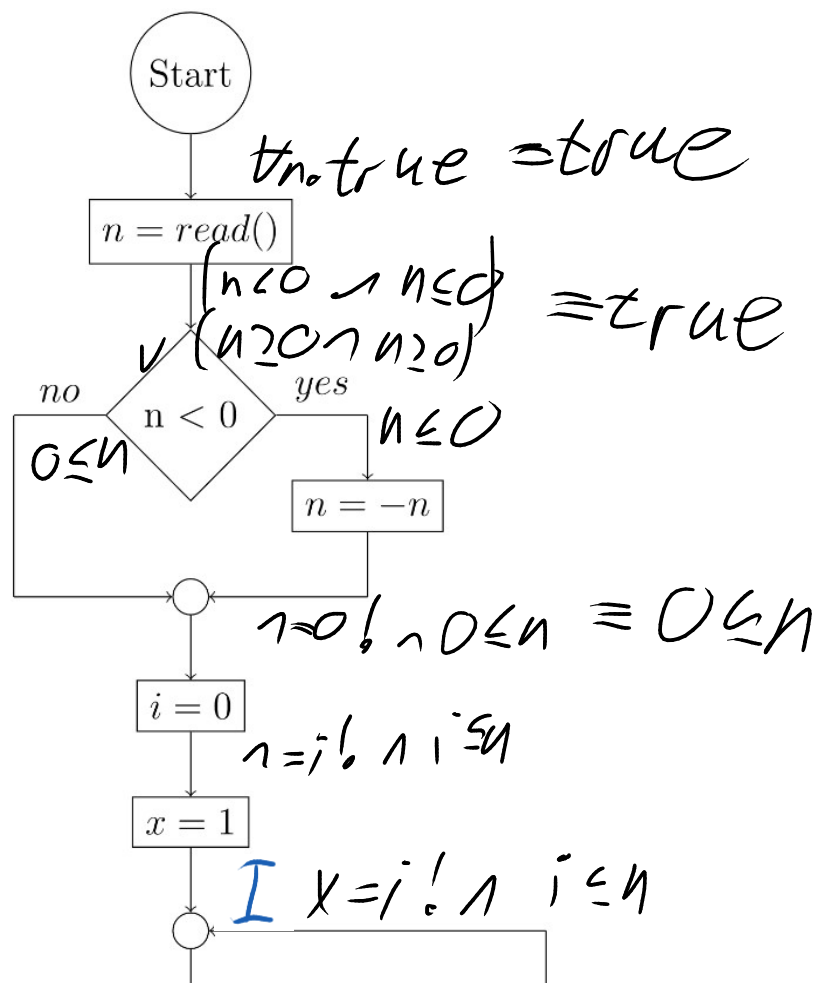 Start
∀n.true ≡true
n = read()
(n<0 ∧ n≤0) ≡true
∨ (n≥0∧n≥0)
no
yes
n < 0
n≤0
0≤n
n = −n
1=0! ∧ 0≤n ≡ 0≤n
i = 0
1=i! ∧ i≤n
x = 1
I x=i! ∧ i≤n